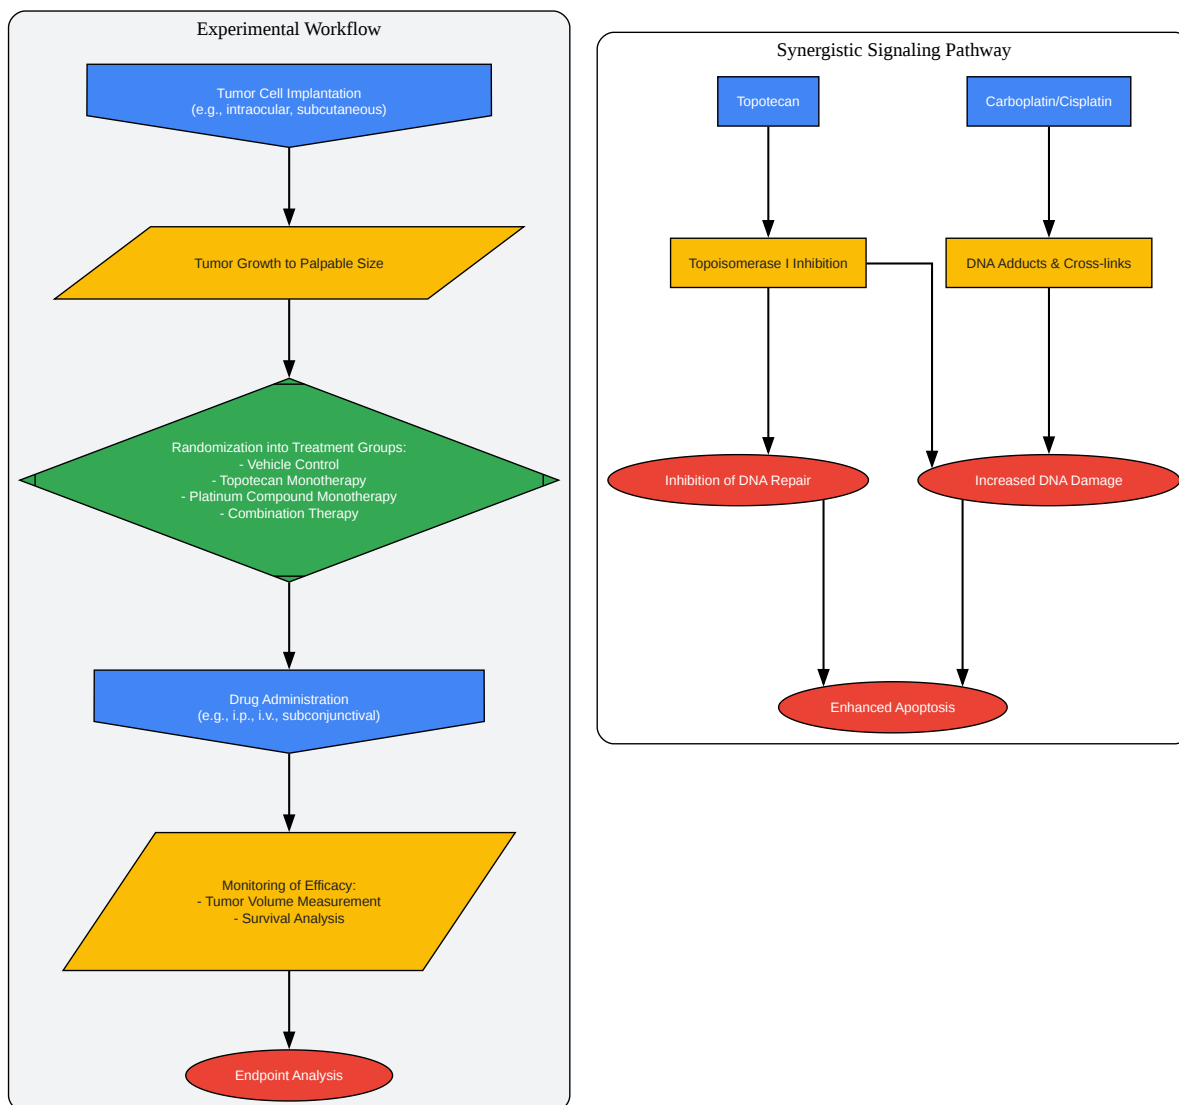 Experimental Workflow
Tumor Cell Implantation
(e.g., intraocular, subcutaneous)
Tumor Growth to Palpable Size
Randomization into Treatment Groups:
- Vehicle Control
- Topotecan Monotherapy
- Platinum Compound Monotherapy
- Combination Therapy
Drug Administration
(e.g., i.p., i.v., subconjunctival)
Monitoring of Efficacy:
- Tumor Volume Measurement
- Survival Analysis
Endpoint Analysis
Synergistic Signaling Pathway
Topotecan
Carboplatin/Cisplatin
Topoisomerase I Inhibition
DNA Adducts & Cross-links
Inhibition of DNA Repair
Increased DNA Damage
Enhanced Apoptosis